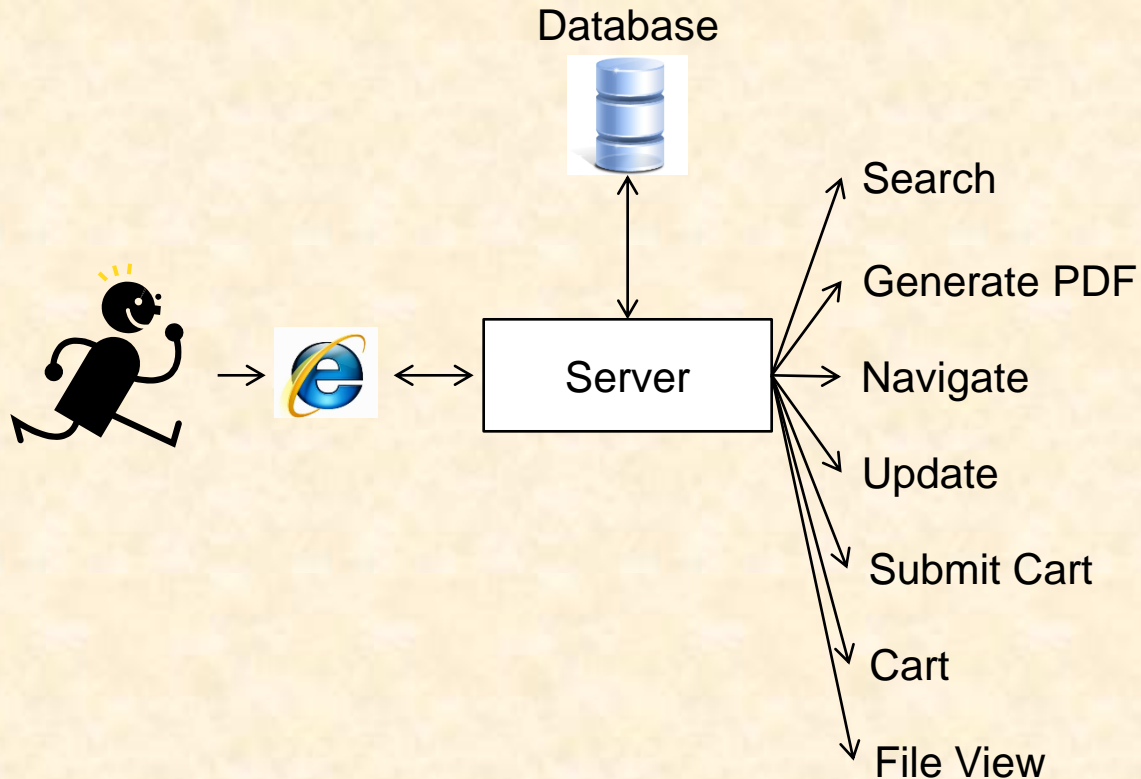 Database
Search
Generate PDF
Server
Navigate
Update
Submit Cart
Cart
File View